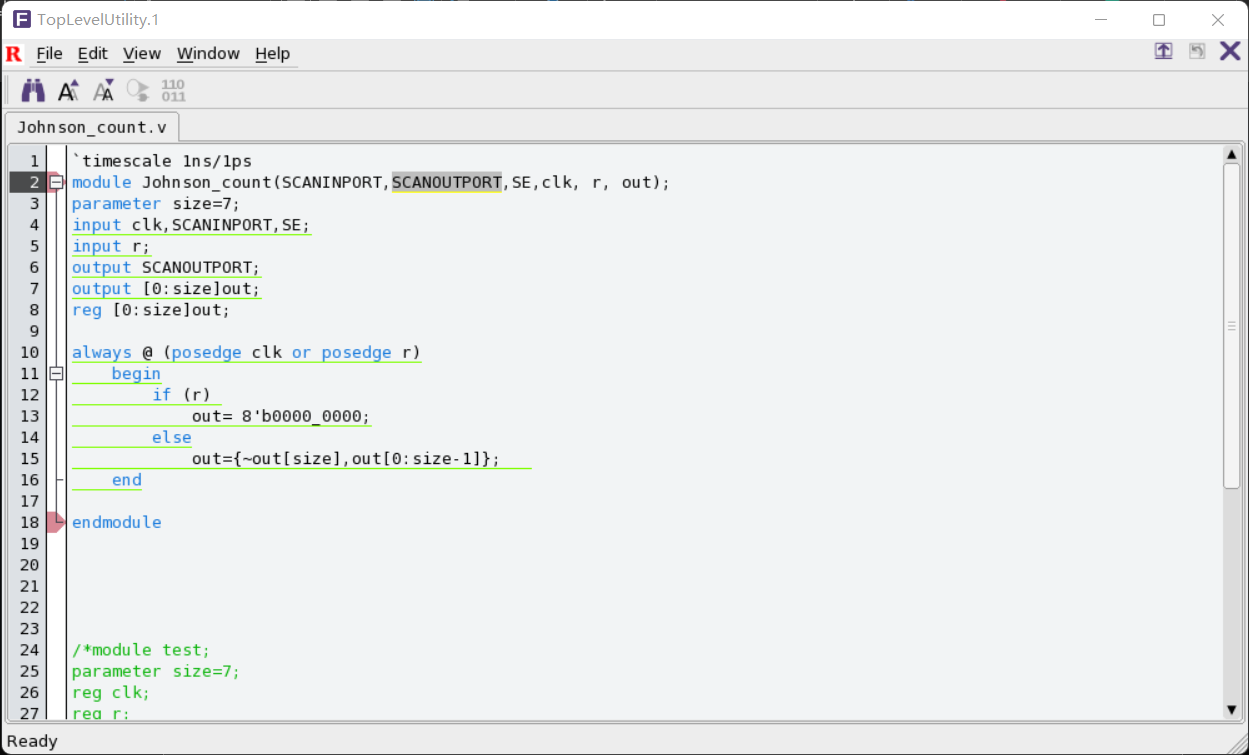 TopLevelUtility.1
R File Edit View Window Help
110
011
Johnson_count.v
1 `timescale 1ns/1ps
2 module Johnson_count(SCANINPORT,SCANOUTPORT,SE,clk, r, out);
3 parameter size=7;
4 input clk,SCANINPORT,SE;
5 input r;
6 output SCANOUTPORT;
7 output [0:size]out;
8 reg [0:size]out;
9
10 always @ (posedge clk or posedge r)
11     begin
12         if (r)
13             out= 8'b0000_0000;
14         else
15             out={~out[size],out[0:size-1]};
16     end
17
18 endmodule
19
20
21
22
23
24 /*module test;
25 parameter size=7;
26 reg clk;
27 reg r;
Ready